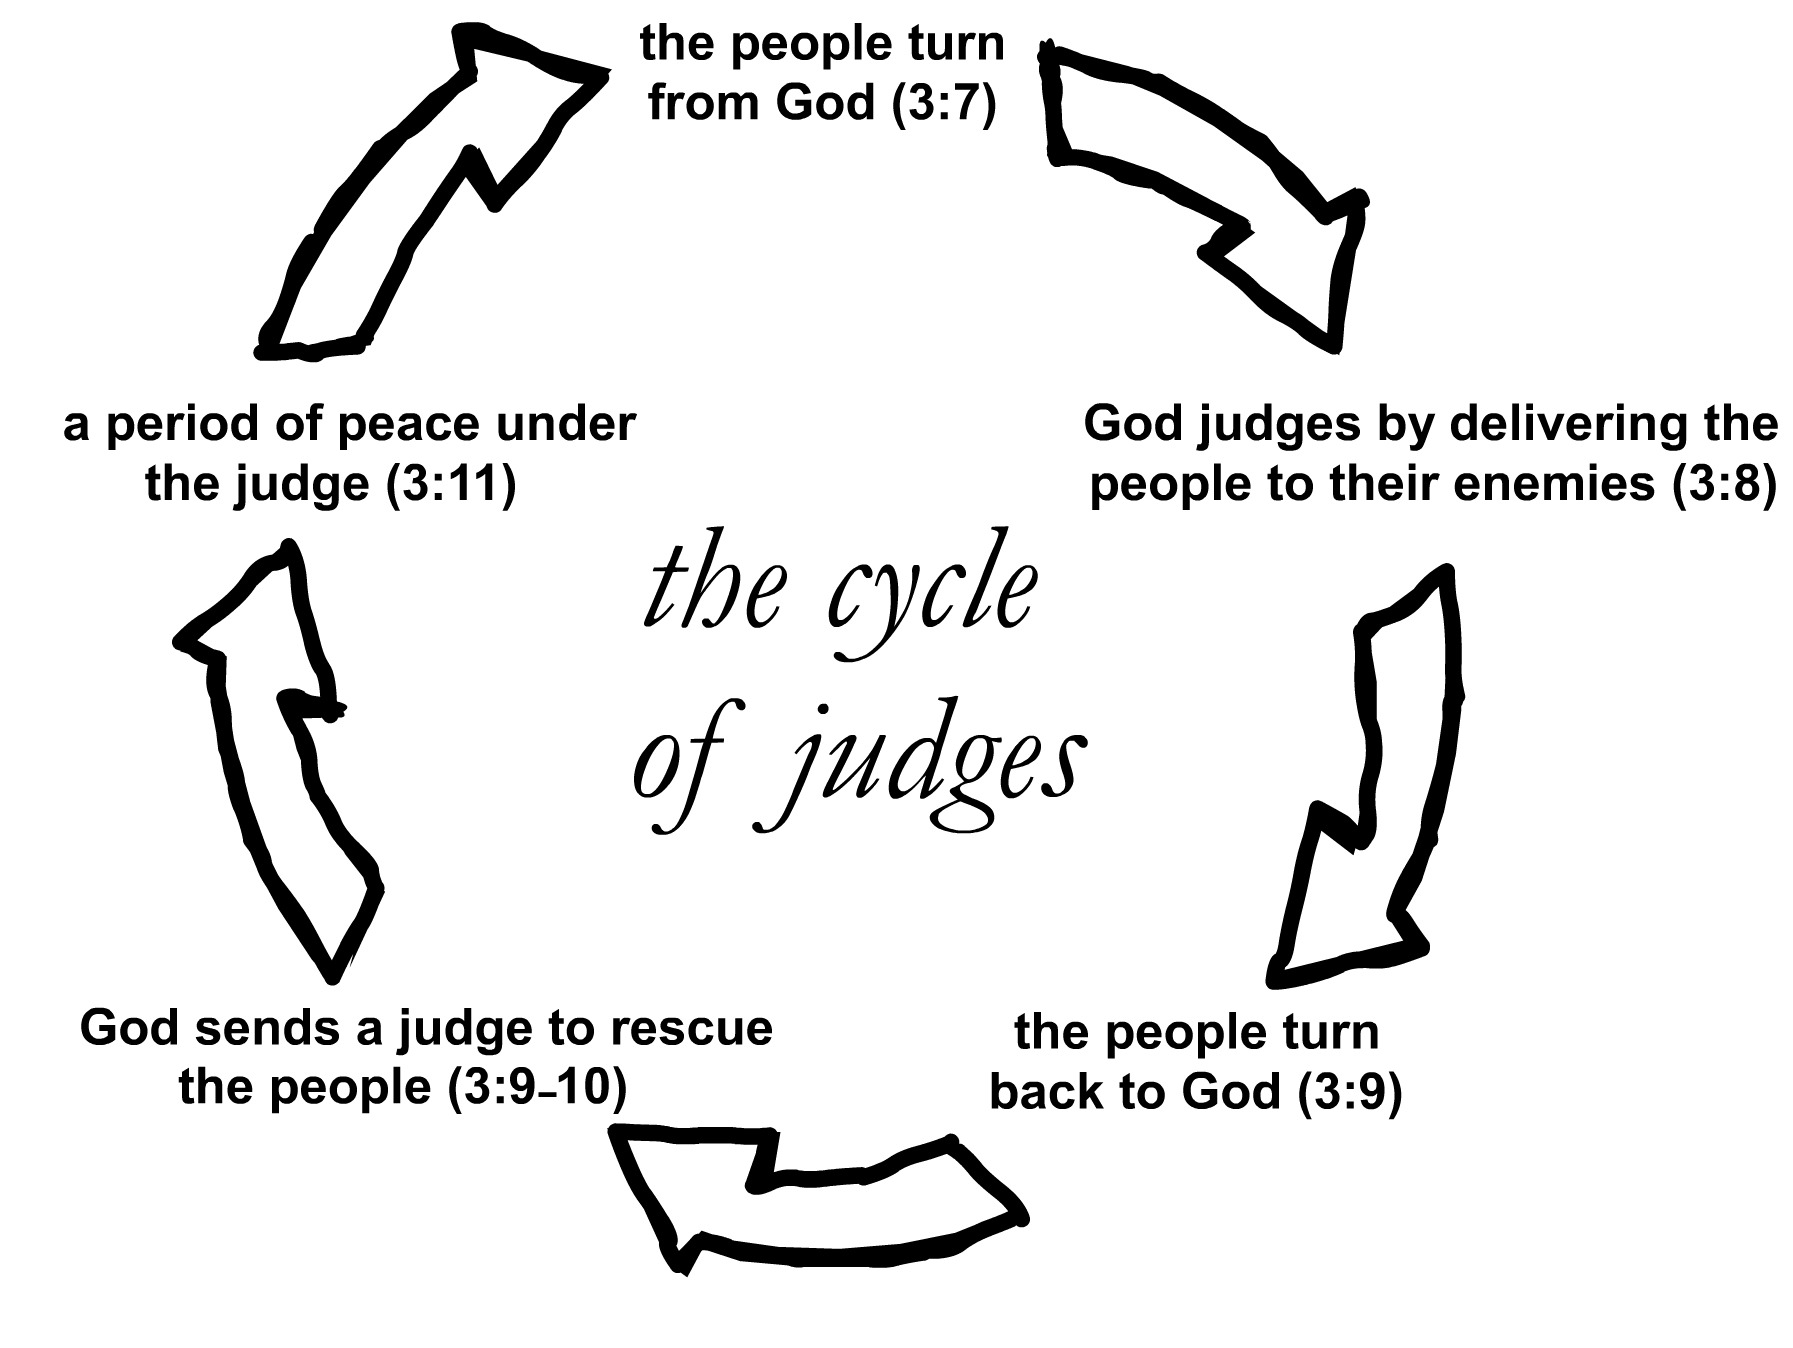 the people turn
from God (3:7)
God judges by delivering the
people to their enemies (3:8)
the people turn
back to God (3:9)
God sends a judge to rescue
the people (3:9-10)
a period of peace under
the judge (3:11)
the cycle
of judges